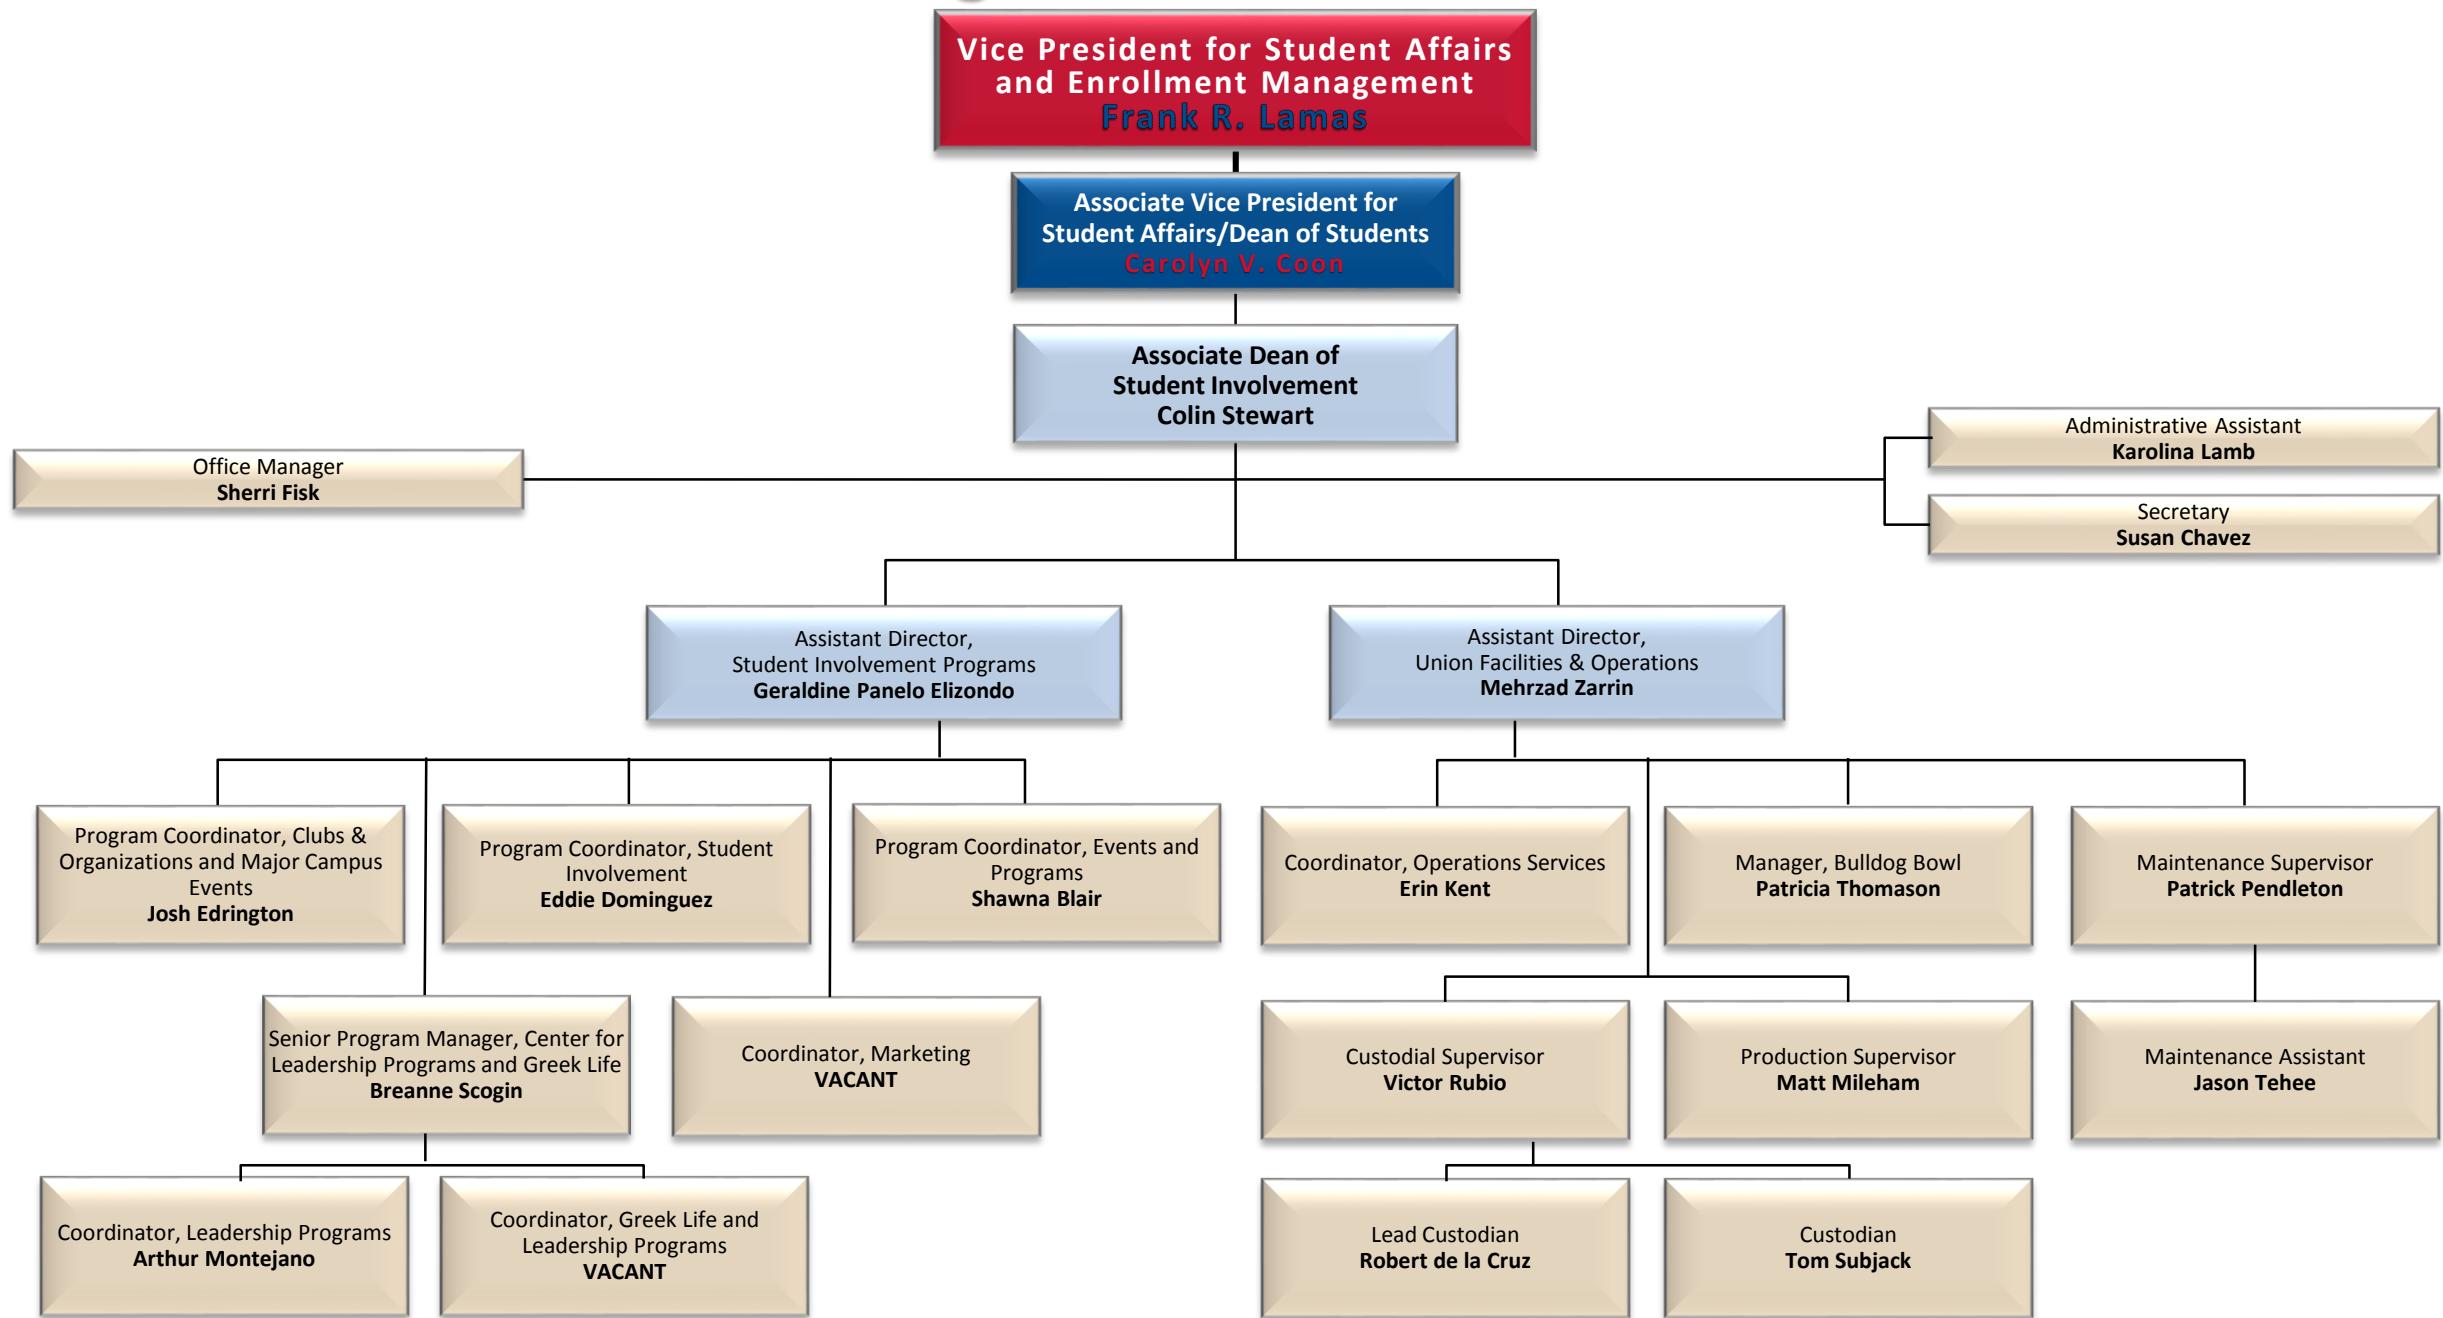 Vice President for Student Affairs
and Enrollment Management
Frank R. Lamas
Associate Vice President for
Student Affairs/Dean of Students
Carolyn V. Coon
Associate Dean of
Student Involvement
Colin Stewart
Office Manager
Sherri Fisk
Administrative Assistant
Karolina Lamb
Secretary
Susan Chavez
Assistant Director,
Student Involvement Programs
Geraldine Panelo Elizondo
Assistant Director,
Union Facilities & Operations
Mehrzad Zarrin
Program Coordinator, Clubs &
Organizations and Major Campus
Events
Josh Edrington
Program Coordinator, Student
Involvement
Eddie Dominguez
Program Coordinator, Events and
Programs
Shawna Blair
Coordinator, Operations Services
Erin Kent
Manager, Bulldog Bowl
Patricia Thomason
Maintenance Supervisor
Patrick Pendleton
Senior Program Manager, Center for
Leadership Programs and Greek Life
Breanne Scogin
Coordinator, Marketing
VACANT
Custodial Supervisor
Victor Rubio
Production Supervisor
Matt Mileham
Maintenance Assistant
Jason Tehee
Coordinator, Leadership Programs
Arthur Montejano
Coordinator, Greek Life and
Leadership Programs
VACANT
Lead Custodian
Robert de la Cruz
Custodian
Tom Subjack